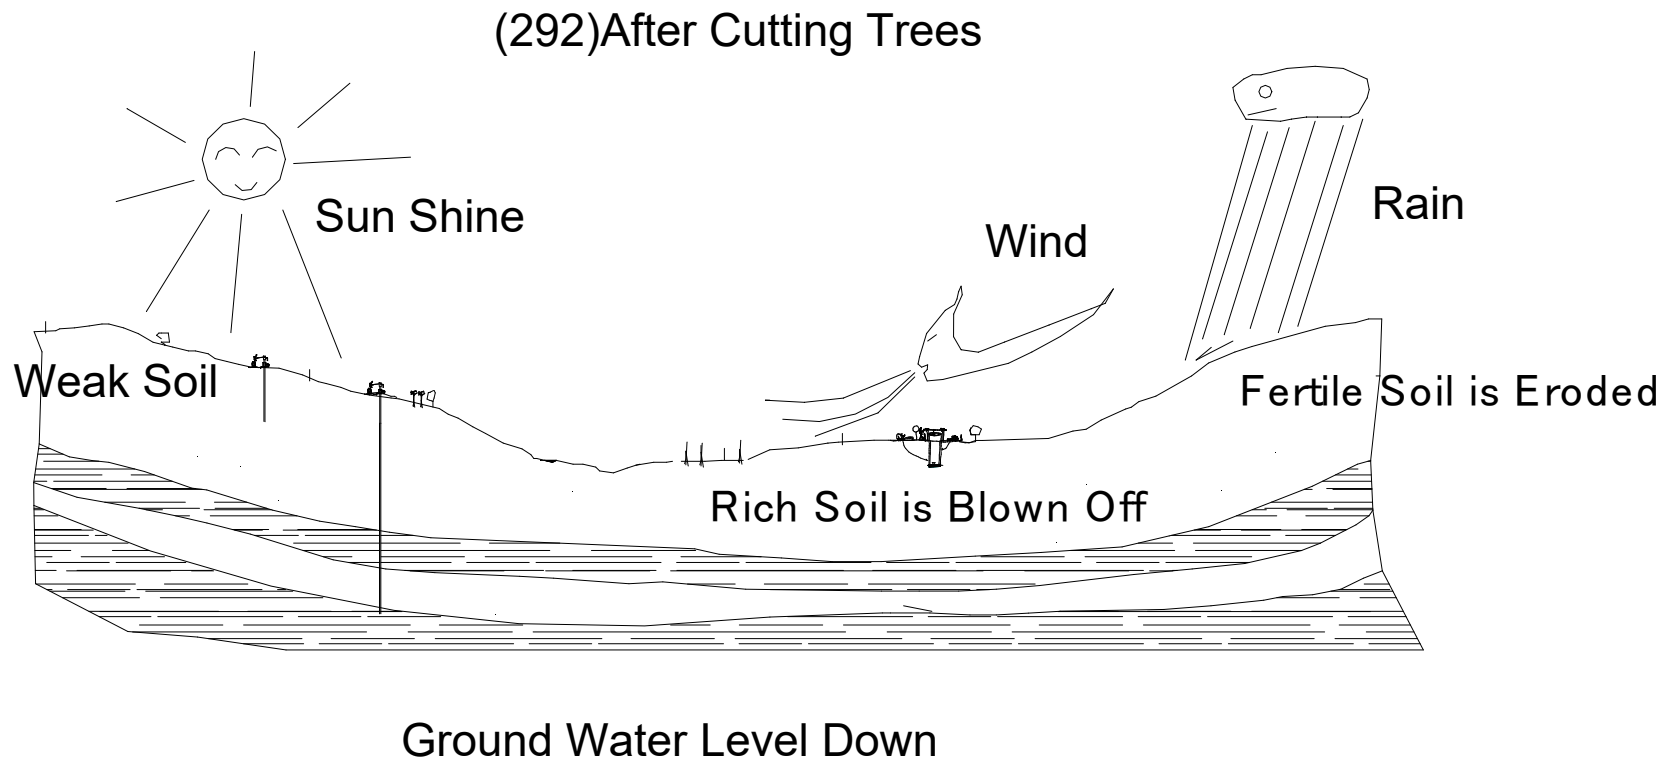 (292)After Cutting Trees
Sun Shine
Rain
Wind
Weak Soil
Fertile Soil is Eroded
Rich Soil is Blown Off
Ground Water Level Down